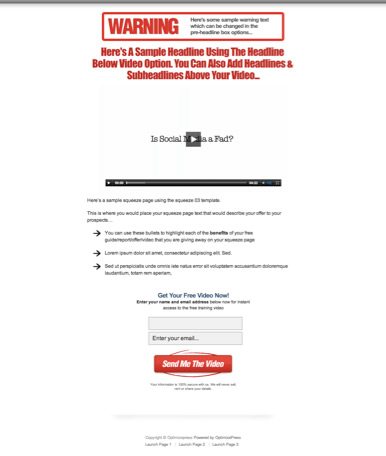 WARNING
Here's some sample warning text
which can be changed in the
pre-headline box options...
Here's A Sample Headline Using The Headline
Below Video Option. You Can Also Add Headlines &
Subheadlines Above Your Video...
Is Social M a a Fad?
00:00
04:22
Here's a sample squeeze page using the squeeze 03 template.
This is where you would place your squeeze page text that would describe your offer to your
prospects...
You can use these bullets to highlight each of the benefits of your free
guide/report/offer/video that you are giving away on your squeeze page
Lorem ipsum dolor sit amet, consectetur adipiscing elit. Sed.
Sed ut perspiciatis unde omnis iste natus error sit voluptatem accusantium doloremque
laudantium, totam rem aperiam,
Get Your Free Video Now!
Enter your name and email address below now for instant
access to the free training video
Enter your email...
Send Me The Video
Your information is 100% secure with us. We will never sell,
rent or share your details.
Copyright © Optimizepress Powered by OptimizePress
Launch Page 1 | Launch Page 2 | Launch Page 3